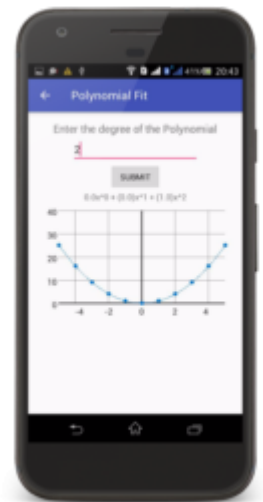 41% 20:43
← Polynomial Fit
Enter the degree of the Polynomial
2
SUBMIT
0.0x^0 + (0.0)x^1 + (1.0)x^2
40
30
20
10
0
-4 -2 0 2 4